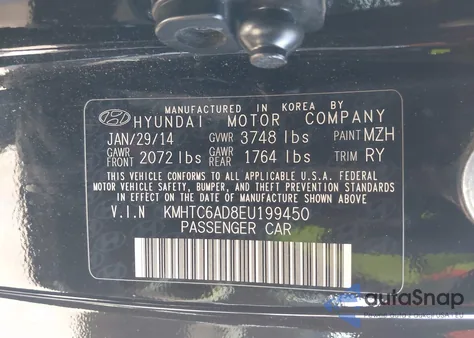 MANUFACTURED IN KOREA BY
HYUNDAI MOTOR COMPANY
JAN/29/14 GVWR 3748 lbs PAINT MZH
GAWR FRONT 2072 lbs GAWR REAR 1764 lbs TRIM RY
THIS VEHICLE CONFORMS TO ALL APPLICABLE U.S.A. FEDERAL
MOTOR VEHICLE SAFETY, BUMPER, AND THEFT PREVENTION STANDARDS
IN EFFECT ON THE DATE OF MANUFACTURE SHOWN ABOVE.
V.I.N KMHTC6AD8EU199450
PASSENGER CAR
autoSnap